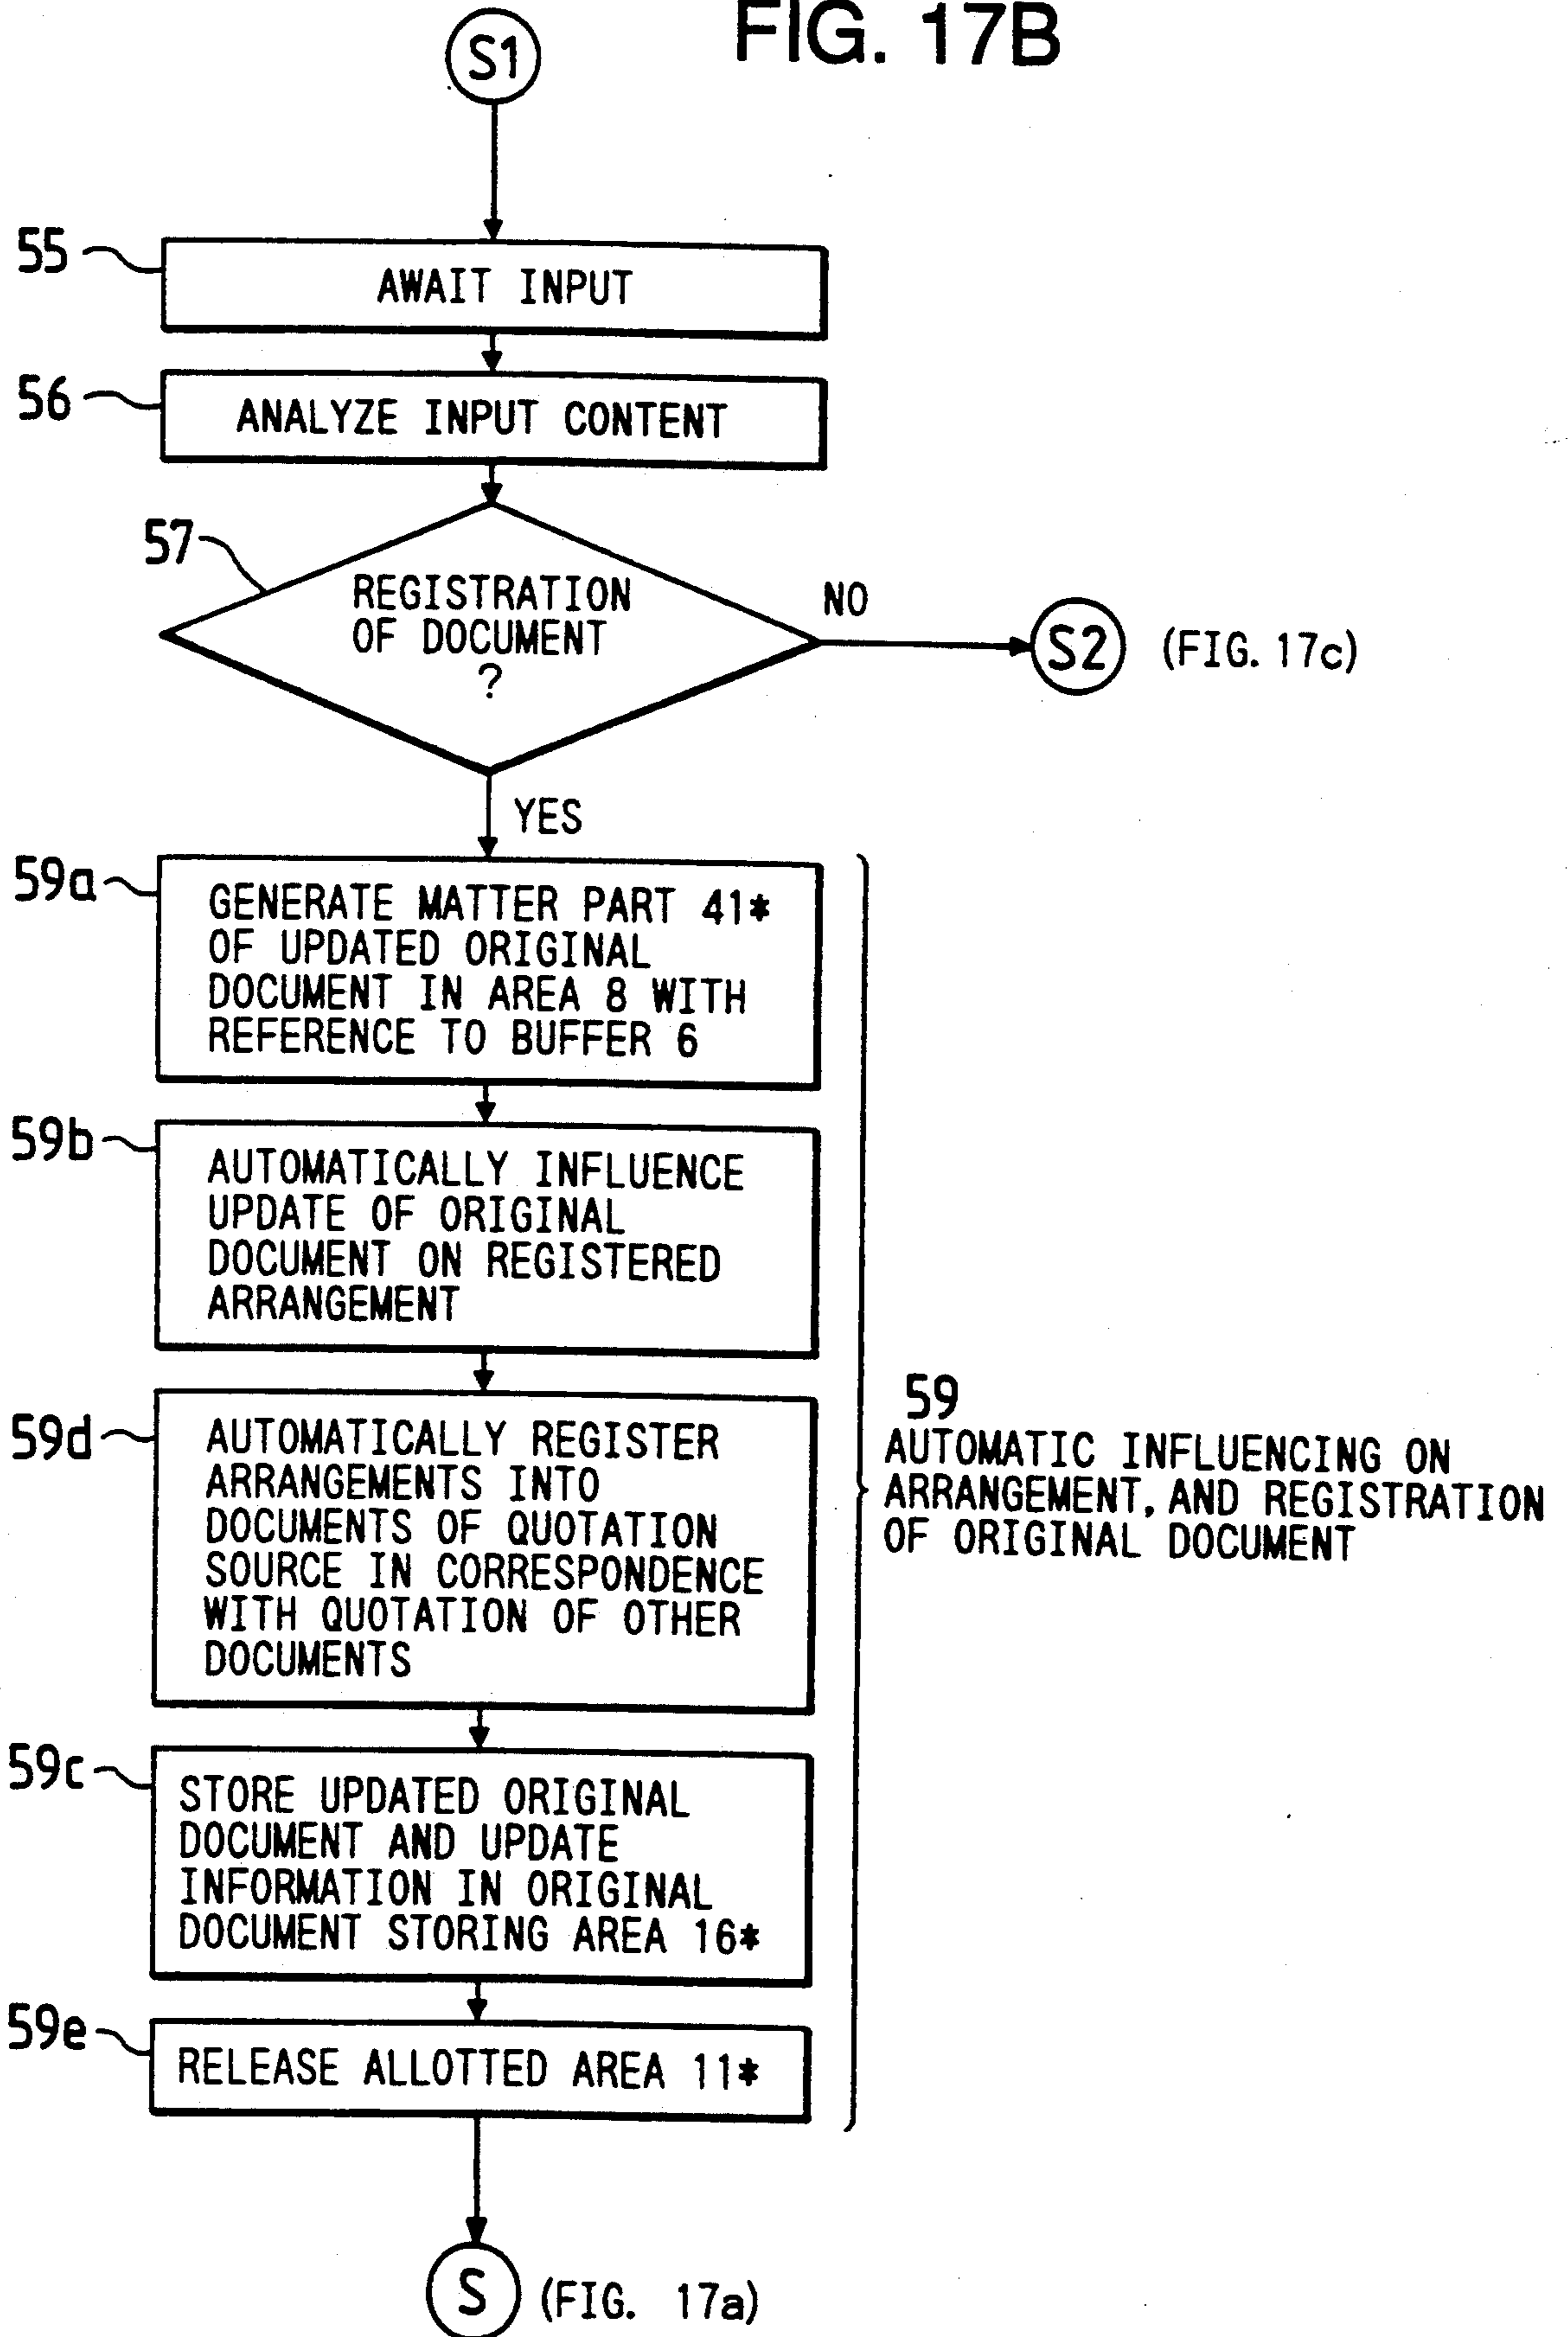 FIG. 17B
S1
55
AWAIT INPUT
56
ANALYZE INPUT CONTENT
57
REGISTRATION
OF DOCUMENT
?
NO
S2
(FIG. 17c)
YES
59a
GENERATE MATTER PART 41*
OF UPDATED ORIGINAL
DOCUMENT IN AREA 8 WITH
REFERENCE TO BUFFER 6
59b
AUTOMATICALLY INFLUENCE
UPDATE OF ORIGINAL
DOCUMENT ON REGISTERED
ARRANGEMENT
59d
AUTOMATICALLY REGISTER
ARRANGEMENTS INTO
DOCUMENTS OF QUOTATION
SOURCE IN CORRESPONDENCE
WITH QUOTATION OF OTHER
DOCUMENTS
59
AUTOMATIC INFLUENCING ON
ARRANGEMENT, AND REGISTRATION
OF ORIGINAL DOCUMENT
59c
STORE UPDATED ORIGINAL
DOCUMENT AND UPDATE
INFORMATION IN ORIGINAL
DOCUMENT STORING AREA 16*
59e
RELEASE ALLOTTED AREA 11*
S
(FIG. 17a)